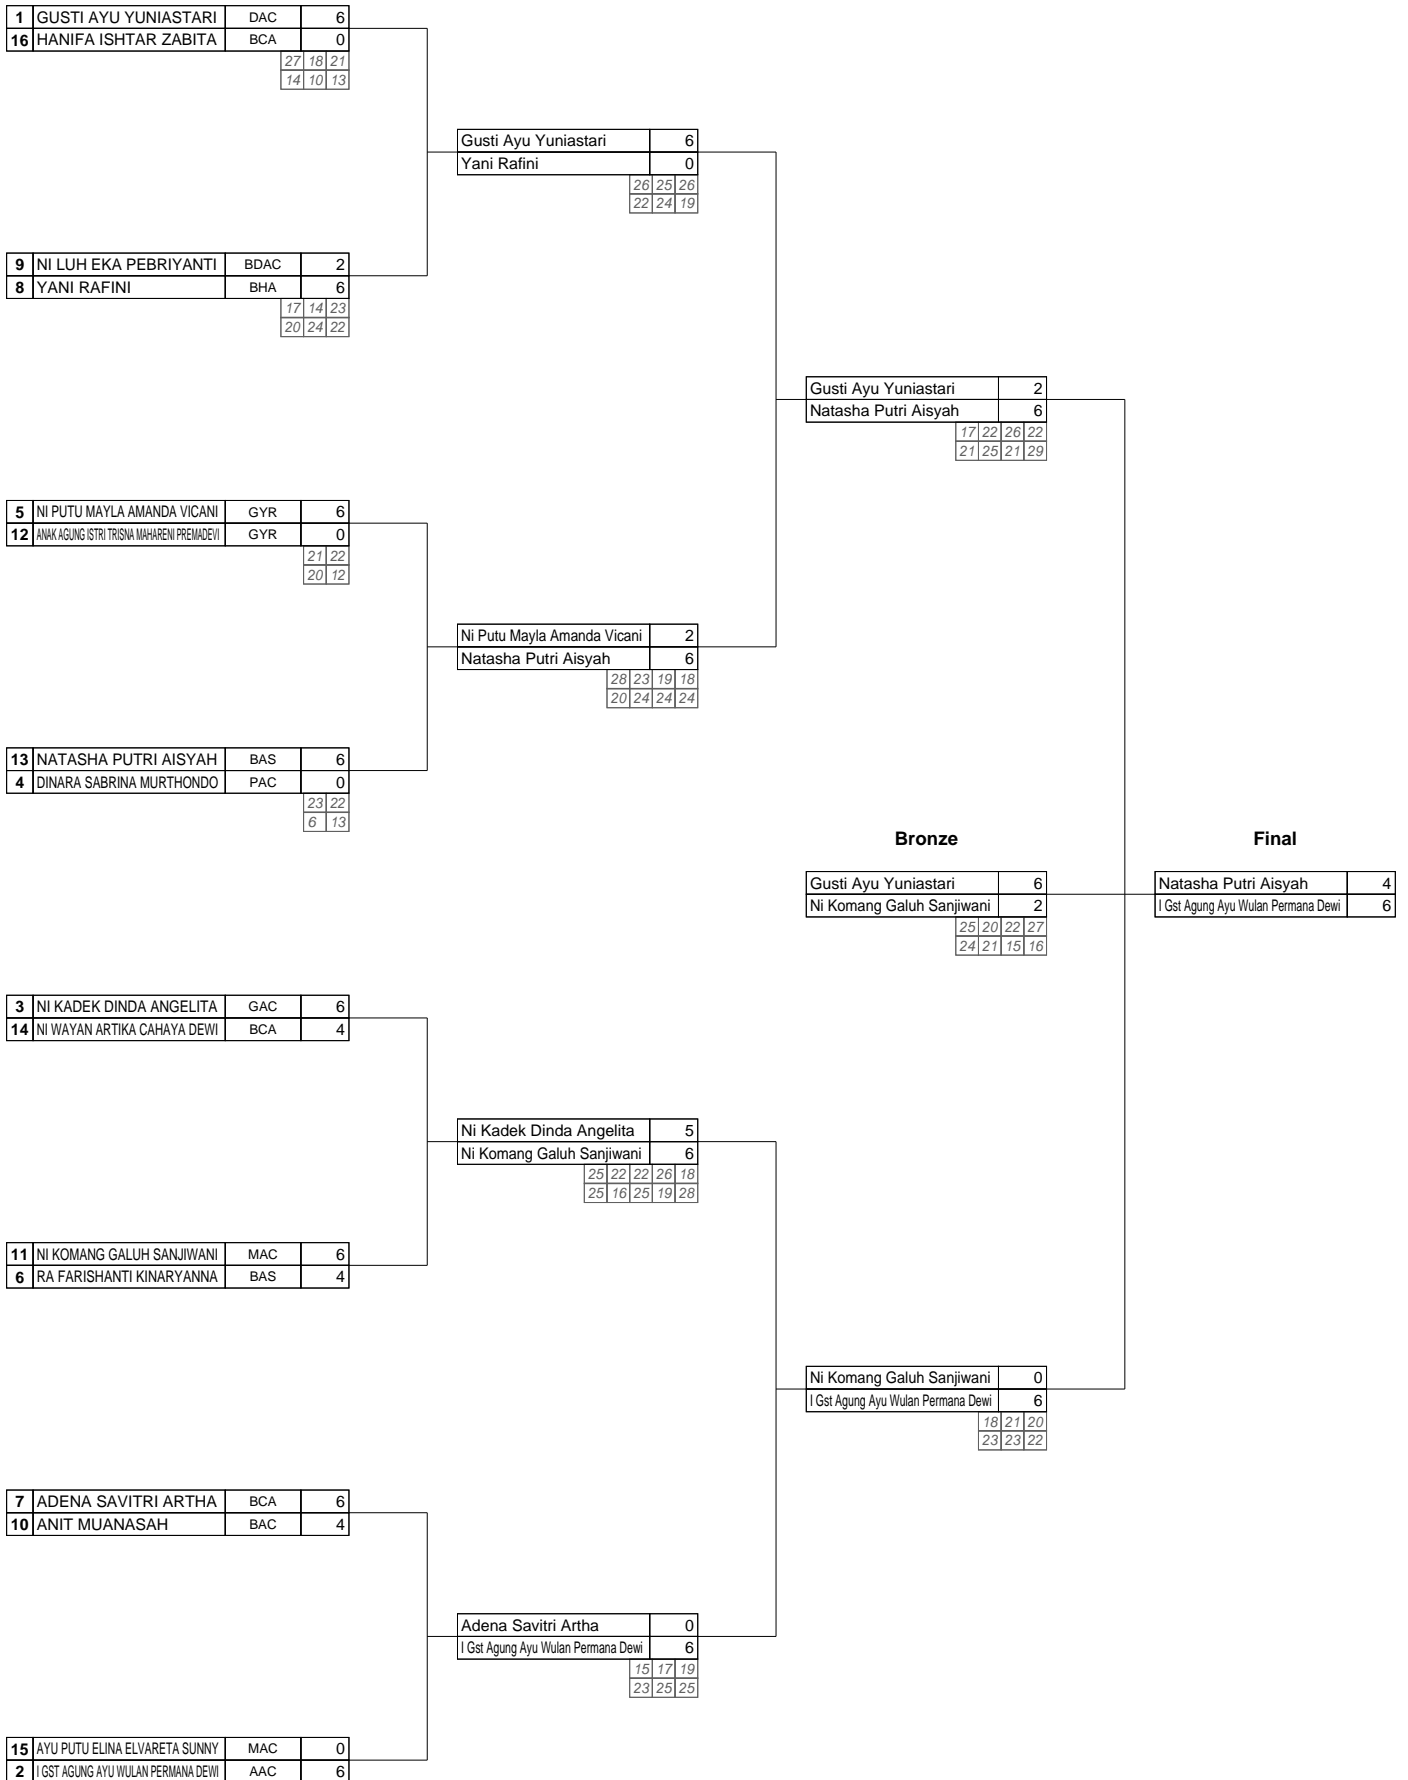 1 GUSTI AYU YUNIASTARI DAC 6
16 HANIFA ISHTAR ZABITA BCA 0
27 18 21
14 10 13
Gusti Ayu Yuniastari 6
Yani Rafini 0
26 25 26
22 24 19
9 NI LUH EKA PEBRIYANTI BDAC 2
8 YANI RAFINI BHA 6
17 14 23
20 24 22
Gusti Ayu Yuniastari 2
Natasha Putri Aisyah 6
17 22 26 22
21 25 21 29
5 NI PUTU MAYLA AMANDA VICANI GYR 6
12 ANAK AGUNG ISTRI TRISNA MAHARENI PREMADEVI GYR 0
21 22
20 12
Ni Putu Mayla Amanda Vicani 2
Natasha Putri Aisyah 6
28 23 19 18
20 24 24 24
13 NATASHA PUTRI AISYAH BAS 6
4 DINARA SABRINA MURTHONDO PAC 0
23 22
6 13
Bronze Final
Gusti Ayu Yuniastari 6 Natasha Putri Aisyah 4
Ni Komang Galuh Sanjiwani 2 I Gst Agung Ayu Wulan Permana Dewi 6
25 20 22 27
24 21 15 16
3 NI KADEK DINDA ANGELITA GAC 6
14 NI WAYAN ARTIKA CAHAYA DEWI BCA 4
Ni Kadek Dinda Angelita 5
Ni Komang Galuh Sanjiwani 6
25 22 22 26 18
25 16 25 19 28
11 NI KOMANG GALUH SANJIWANI MAC 6
6 RA FARISHANTI KINARYANNA BAS 4
Ni Komang Galuh Sanjiwani 0
I Gst Agung Ayu Wulan Permana Dewi 6
18 21 20
23 23 22
7 ADENA SAVITRI ARTHA BCA 6
10 ANIT MUANASAH BAC 4
Adena Savitri Artha 0
I Gst Agung Ayu Wulan Permana Dewi 6
15 17 19
23 25 25
15 AYU PUTU ELINA ELVARETA SUNNY MAC 0
2 I GST AGUNG AYU WULAN PERMANA DEWI AAC 6